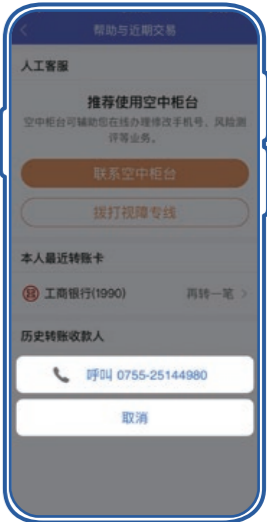 帮助与近期交易
人工客服
推荐使用空中柜台
空中柜台可辅助您在线办理修改手机号、风险测
评等业务。
联系空中柜台
拨打视障专线
本人最近转账卡
工商银行(1990) 再转一笔
历史转账收款人
呼叫 0755-25144980
取消